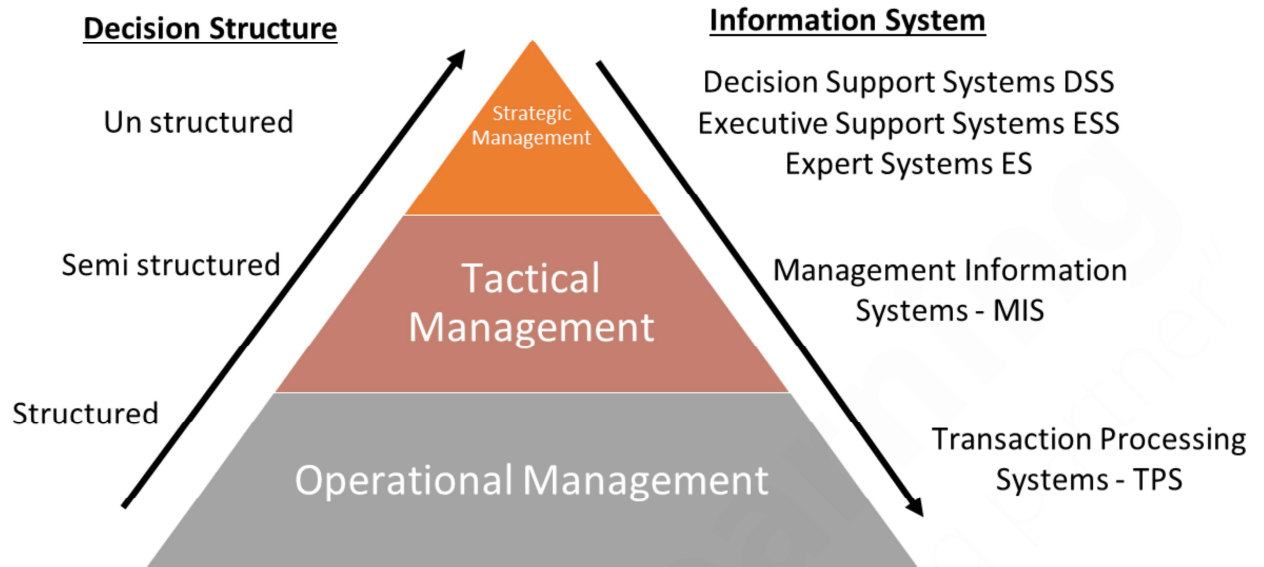 Decision Structure
Information System
Un structured
Strategic
Management
Decision Support Systems DSS
Executive Support Systems ESS
Expert Systems ES
Semi structured
Tactical
Management
Management Information
Systems - MIS
Structured
Operational Management
Transaction Processing
Systems - TPS